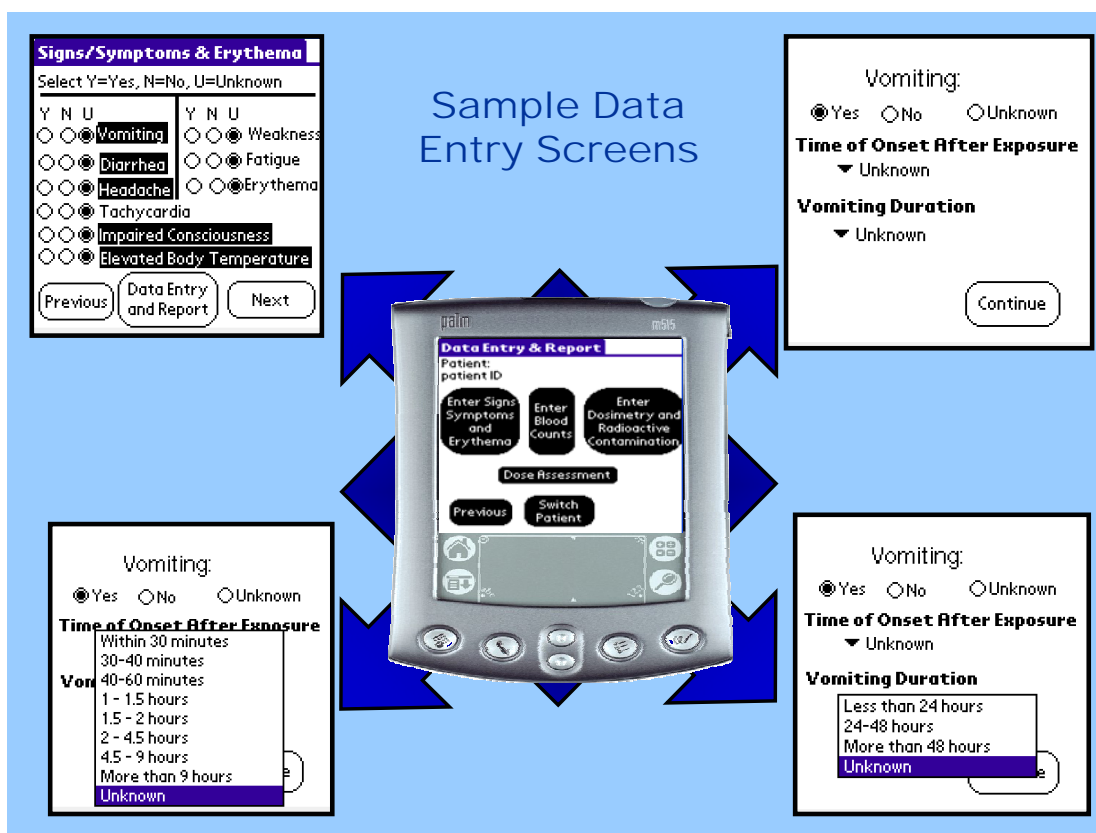 Signs/Symptoms & Erythema
Select Y=Yes, N=No, U=Unknown
Y N U
Vomiting
Diarrhea
Headache
Tachycardia
Impaired Consciousness
Elevated Body Temperature
Y N U
Weakness
Fatigue
Erythema
Previous
Data Entry
and Report
Next
Sample Data
Entry Screens
Vomiting:
Yes No Unknown
Time of Onset After Exposure
Unknown
Vomiting Duration
Unknown
Continue
palm m515
Data Entry & Report
Patient:
patient ID
Enter Signs
Symptoms
and
Erythema
Enter
Blood
Counts
Enter
Dosimetry and
Radioactive
Contamination
Dose Assessment
Previous
Switch
Patient
Vomiting:
Yes No Unknown
Time of Onset After Exposure
Within 30 minutes
30-40 minutes
Vom
40-60 minutes
1 - 1.5 hours
1.5 - 2 hours
2 - 4.5 hours
4.5 - 9 hours
More than 9 hours
Unknown
e
Vomiting:
Yes No Unknown
Time of Onset After Exposure
Unknown
Vomiting Duration
Less than 24 hours
24-48 hours
More than 48 hours
Unknown
e